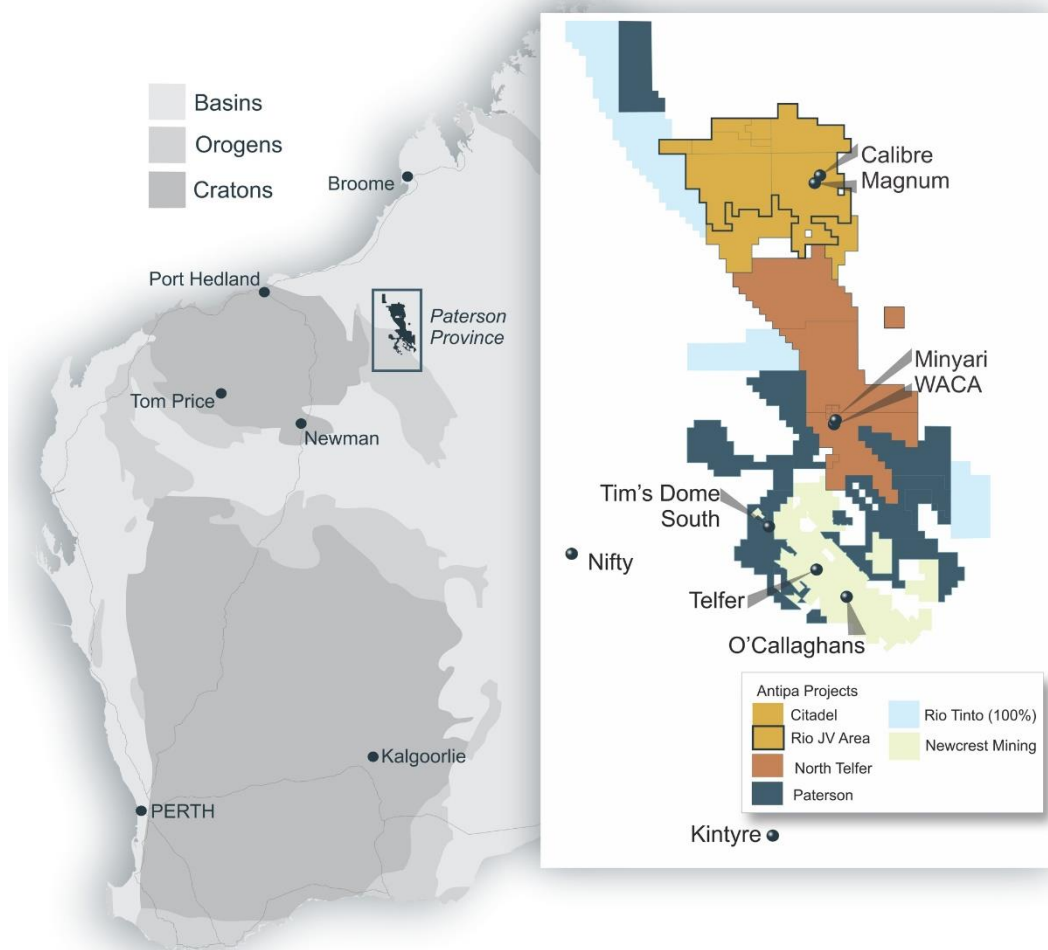 Basins
Orogens
Cratons
Broome
Port Hedland
Paterson
Province
Tom Price
Newman
Kalgoorlie
PERTH
Calibre
Magnum
Minyari
WACA
Tim's Dome
South
Nifty
Telfer
O'Callaghans
Antipa Projects
Citadel
Rio JV Area
North Telfer
Paterson
Rio Tinto (100%)
Newcrest Mining
Kintyre